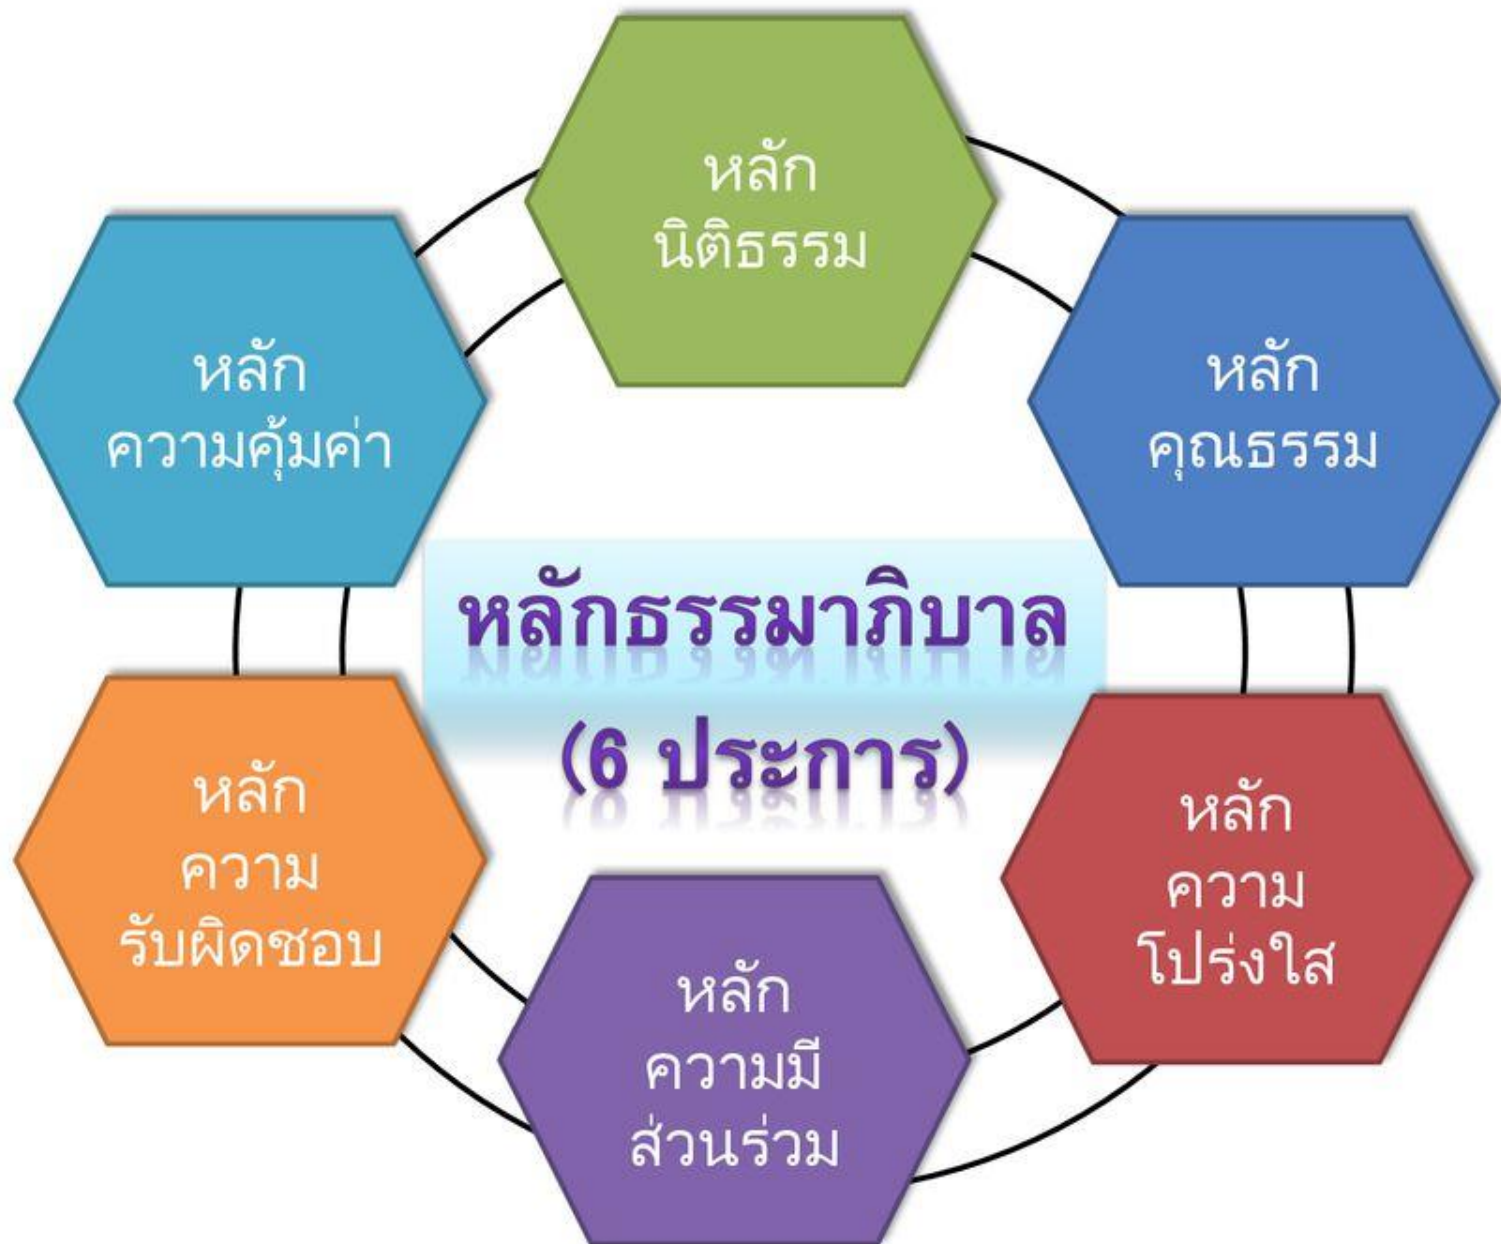 หลัก
นิติธรรม
หลัก
คุณธรรม
หลัก
ความ
โปร่งใส
หลัก
ความมี
ส่วนร่วม
หลัก
ความ
รับผิดชอบ
หลัก
ความคุ้มค่า
หลักธรรมาภิบาล
(6 ประการ)